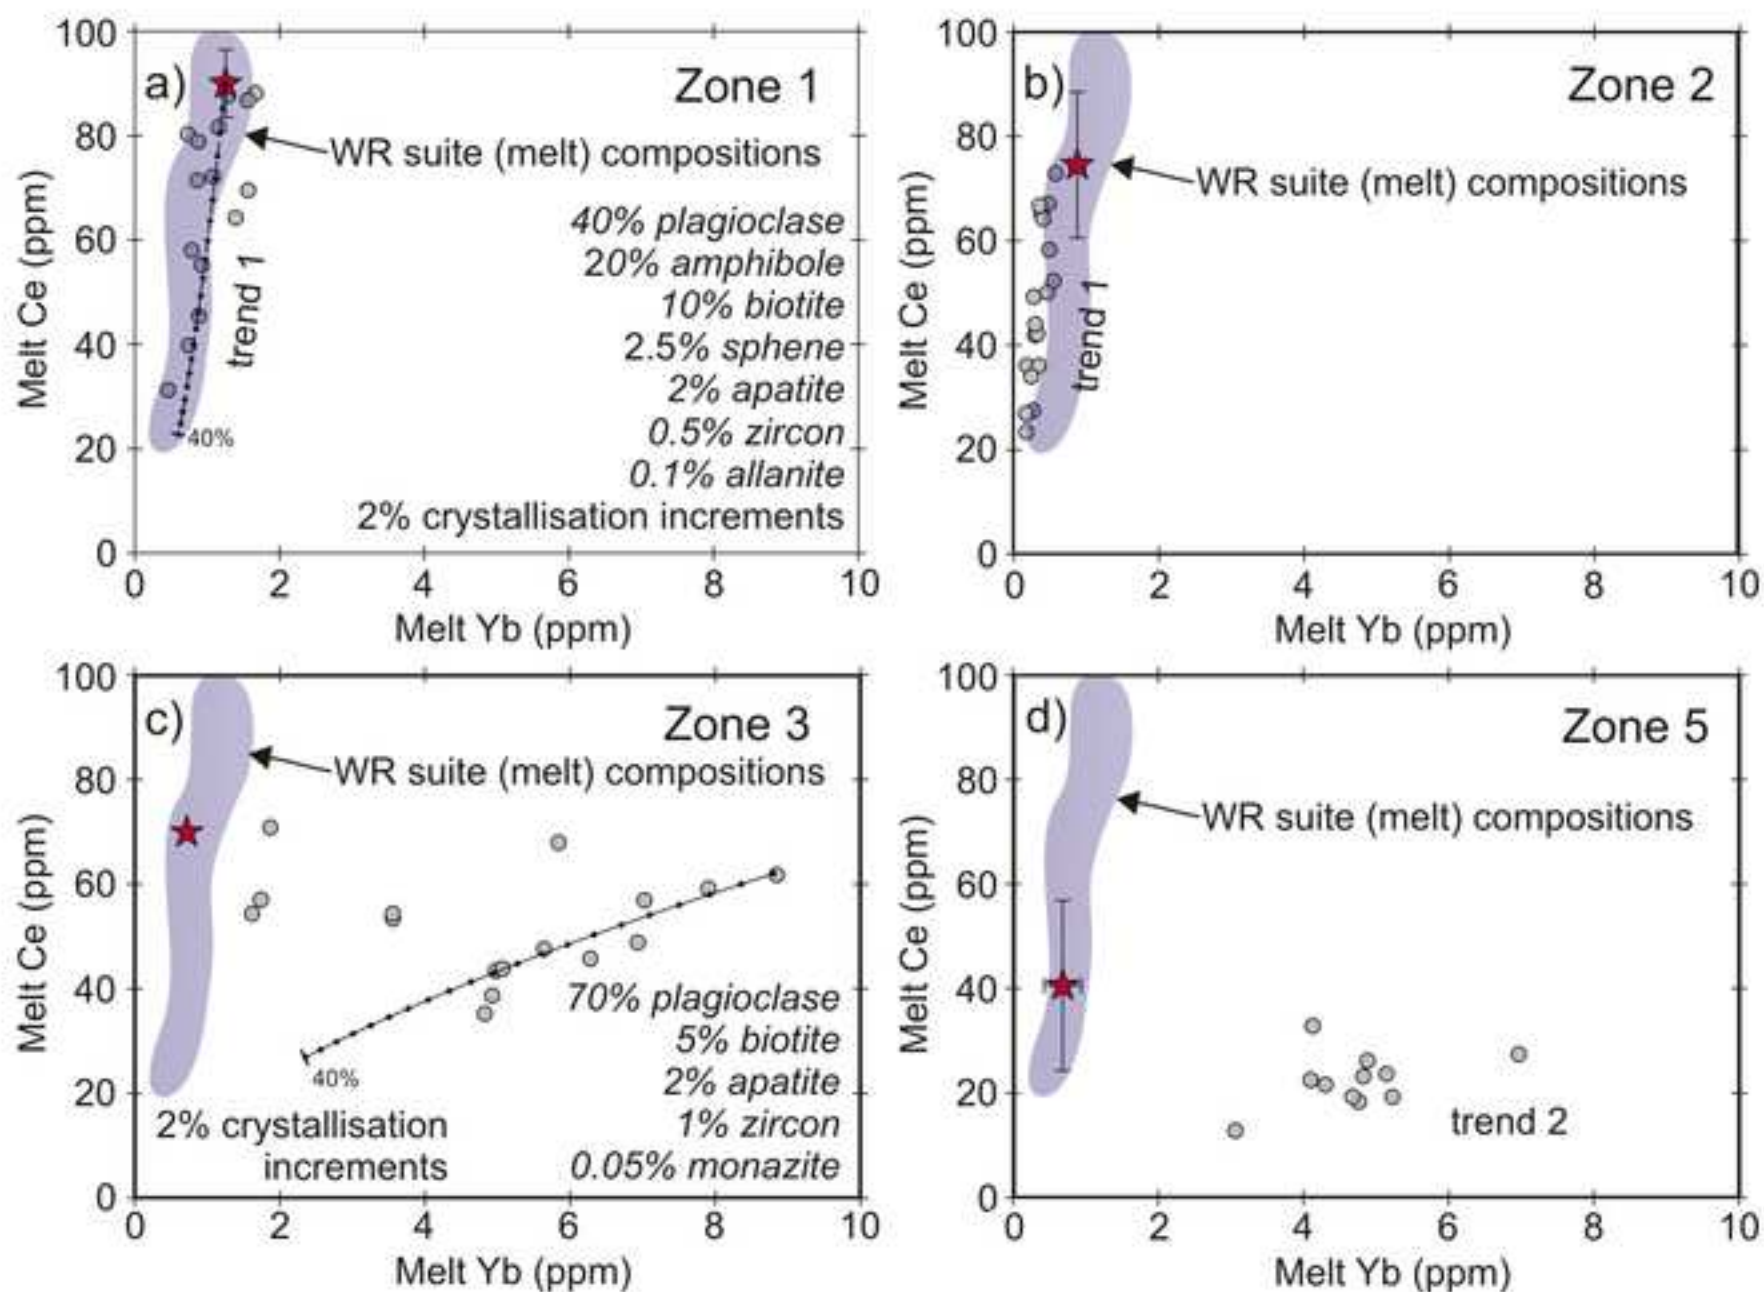 a)
Zone 1
WR suite (melt) compositions
40% plagioclase
20% amphibole
10% biotite
2.5% sphene
2% apatite
0.5% zircon
0.1% allanite
2% crystallisation increments
trend 1
40%
100
80
60
40
20
0
Melt Ce (ppm)
0 2 4 6 8 10
Melt Yb (ppm)
b)
Zone 2
WR suite (melt) compositions
trend 1
100
80
60
40
20
0
Melt Ce (ppm)
0 2 4 6 8 10
Melt Yb (ppm)
c)
Zone 3
WR suite (melt) compositions
70% plagioclase
5% biotite
2% apatite
1% zircon
0.05% monazite
40%
2% crystallisation
increments
100
80
60
40
20
0
Melt Ce (ppm)
0 2 4 6 8 10
Melt Yb (ppm)
d)
Zone 5
WR suite (melt) compositions
trend 2
100
80
60
40
20
0
Melt Ce (ppm)
0 2 4 6 8 10
Melt Yb (ppm)